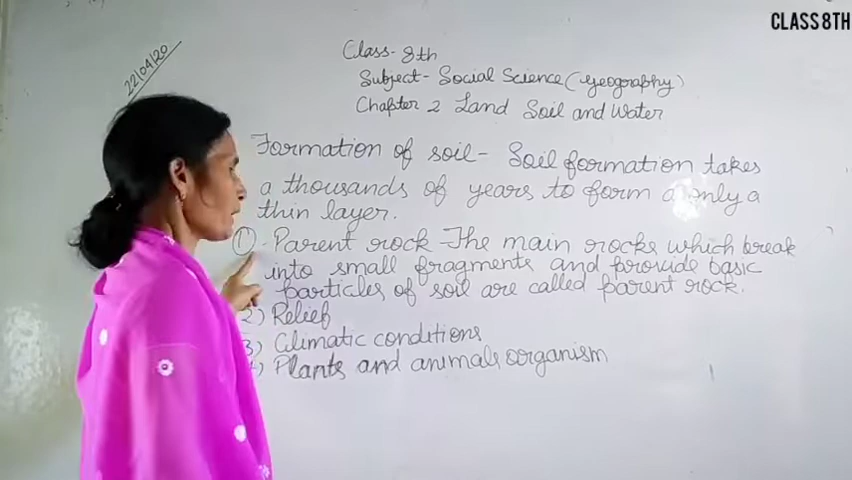 CLASS 8TH
22/04/20
Class- 8th
Subject- Social Science (Geography)
Chapter 2 Land Soil and Water
Formation of soil- Soil formation takes
a thousands of years to form a only a
thin layer.
① - Parent rock - The main rocks which break
into small fragments and provide basic
particles of soil are called parent rock.
2) Relief
3) Climatic conditions
4) Plants and animals organism